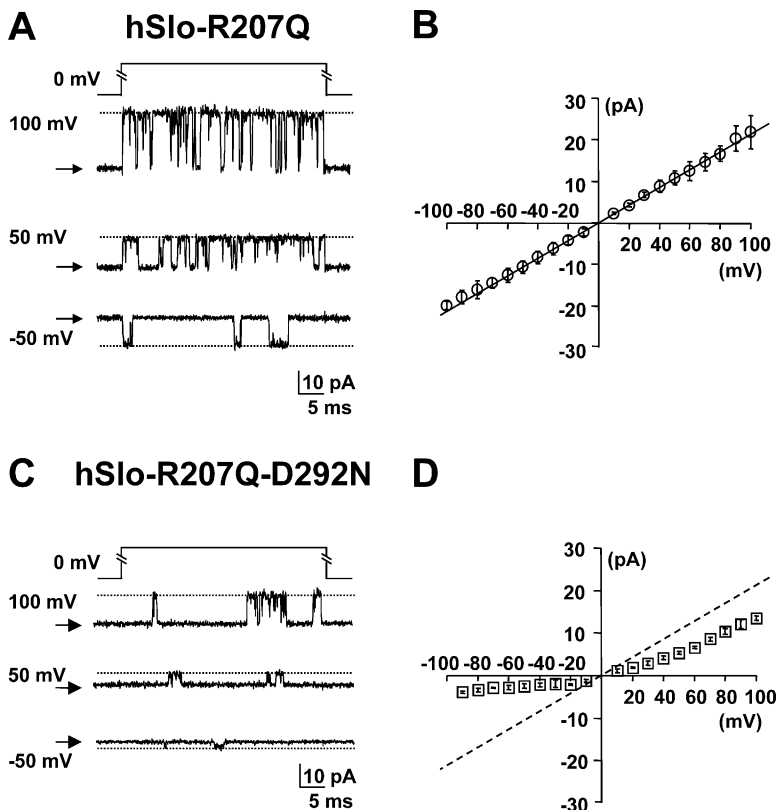 A hSlo-R207Q B
0 mV
100 mV
50 mV
-50 mV
10 pA
5 ms
30
(pA)
20
10
-100 -80 -60 -40 -20
20 40 60 80 100
(mV)
-10
-20
-30
C hSlo-R207Q-D292N D
0 mV
100 mV
50 mV
-50 mV
10 pA
5 ms
30
(pA)
20
10
-100 -80 -60 -40 -20
20 40 60 80 100
(mV)
-10
-20
-30